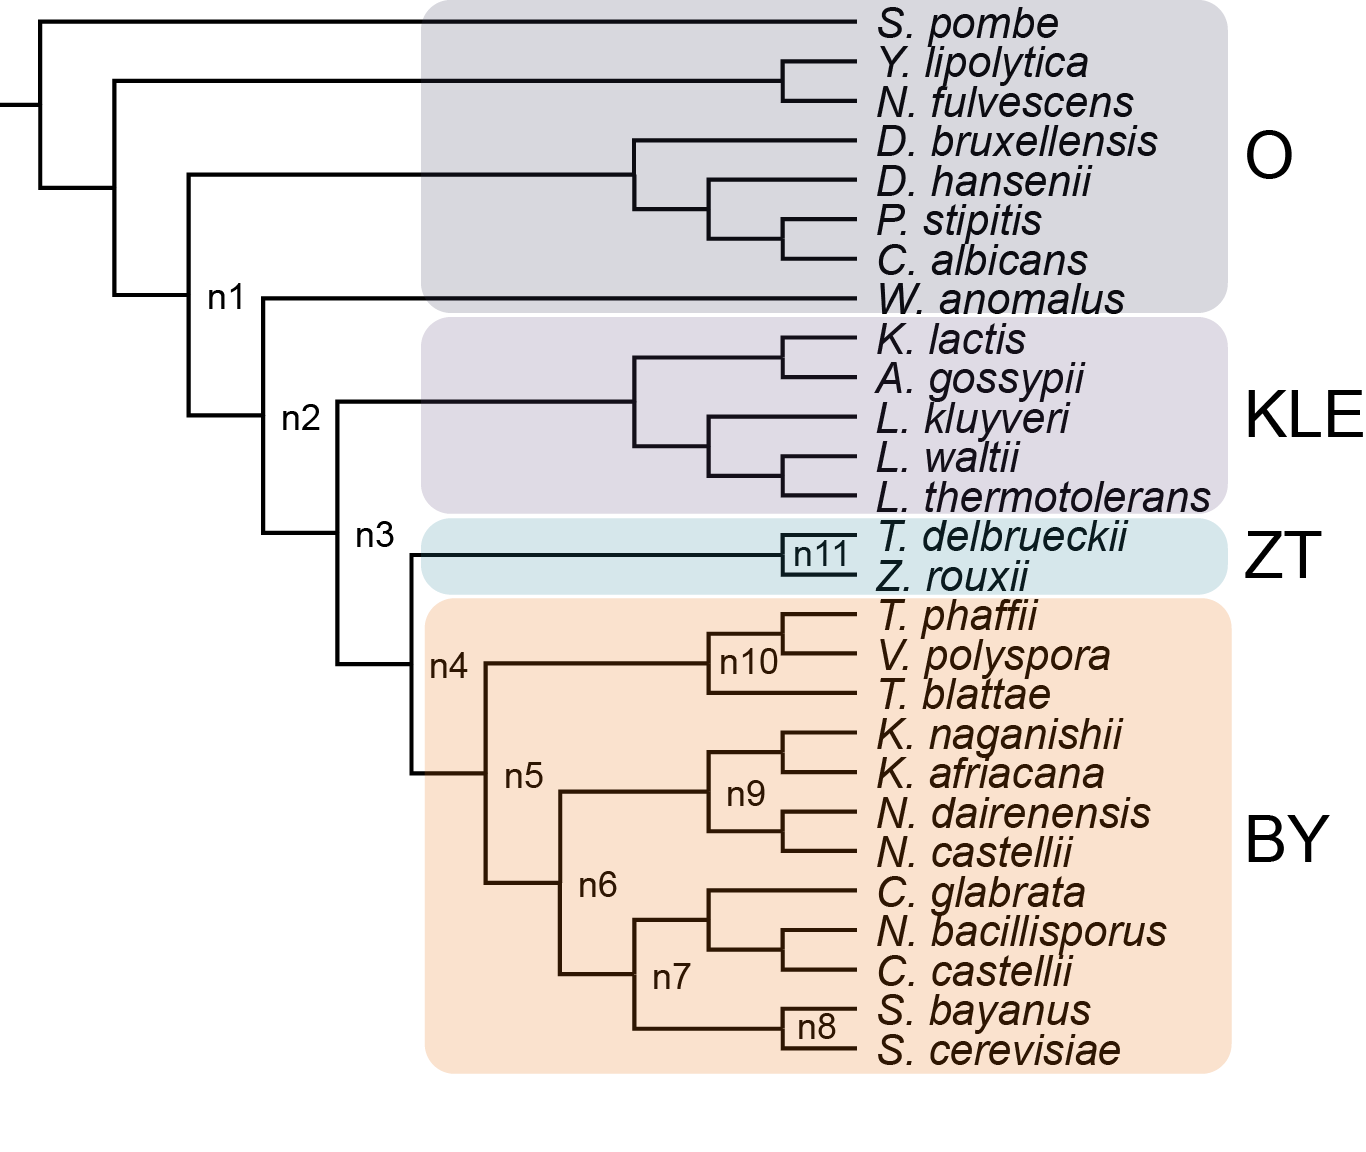 S. pombe
Y. lipolytica
N. fulvescens
D. bruxellensis
O
D. hansenii
P. stipitis
C. albicans
n1
W. anomalus
K. lactis
A. gossypii
n2
L. kluyveri
KLE
L. waltii
L. thermotolerans
n3
T. delbrueckii
n11
ZT
Z. rouxii
T. phaffii
n4
n10
V. polyspora
T. blattae
K. naganishii
n5
K. afriacana
n9
N. dairenensis
BY
N. castellii
n6
C. glabrata
N. bacillisporus
n7
C. castellii
S. bayanus
n8
S. cerevisiae